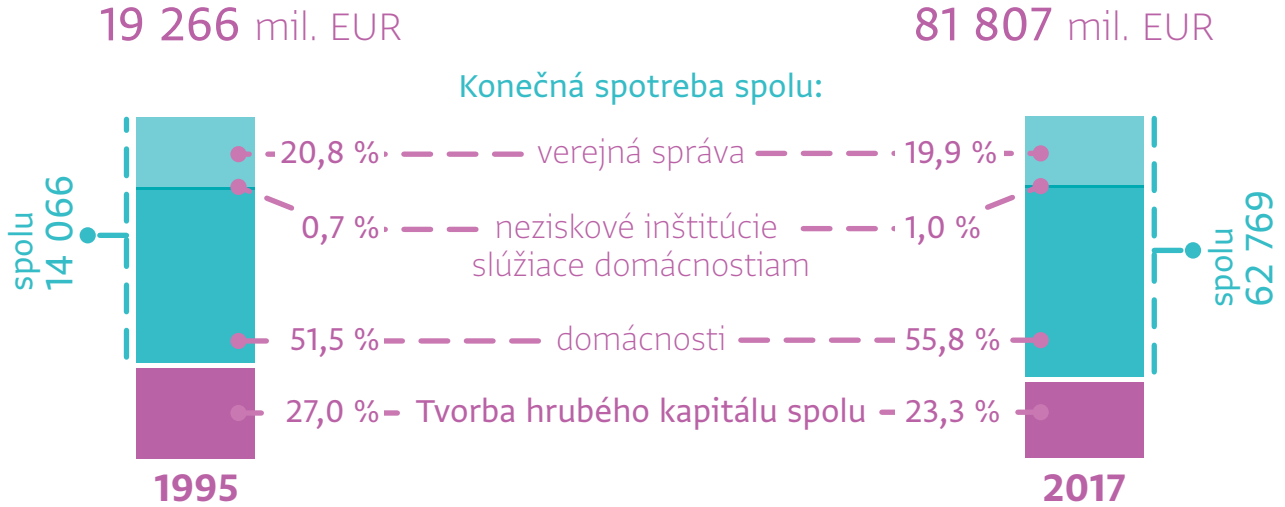 19 266 mil. EUR
81 807 mil. EUR
Konečná spotreba spolu:
20,8 % verejná správa 19,9 %
0,7 % neziskové inštitúcie 1,0 %
slúžiace domácnostiam
spolu
14 066
spolu
62 769
51,5 % domácnosti 55,8 %
27,0 % Tvorba hrubého kapitálu spolu 23,3 %
1995
2017